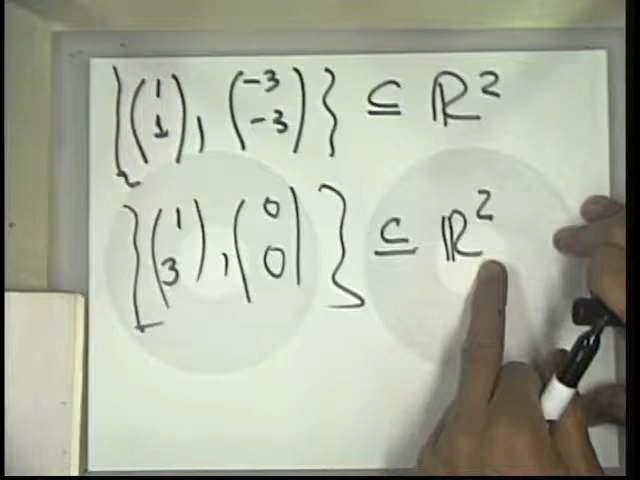 {(1 1), (-3 -3)} ⊆ ℝ²
{(1 3), (0 0)} ⊆ ℝ²